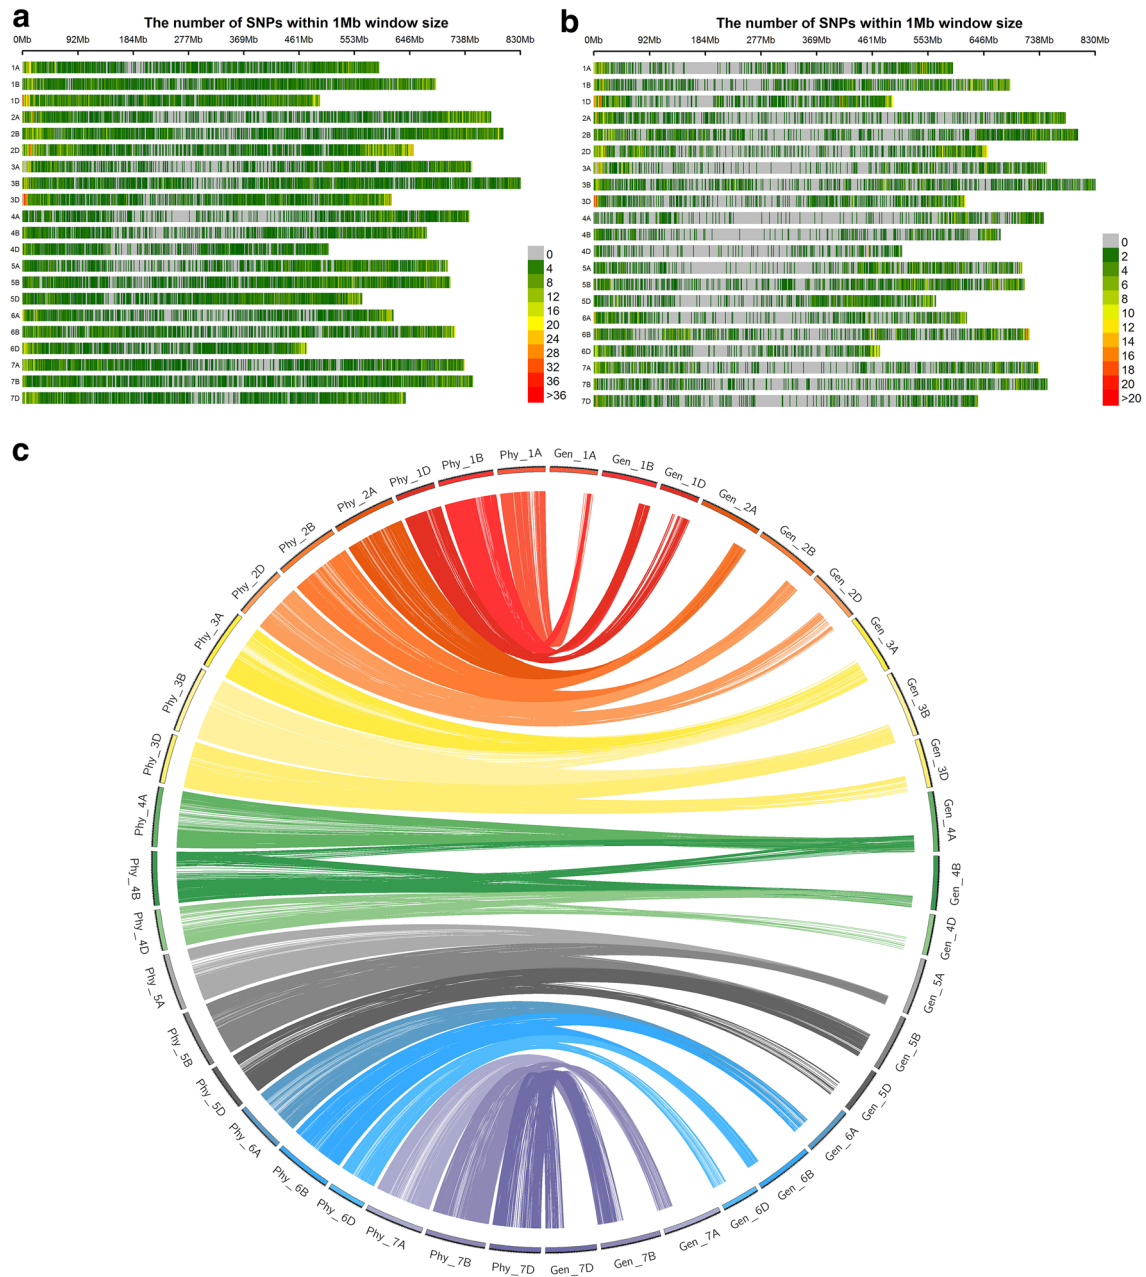 a
The number of SNPs within 1Mb window size
0Mb 92Mb 184Mb 277Mb 369Mb 461Mb 553Mb 646Mb 738Mb 830Mb
1A
1B
1D
2A
2B
2D
3A
3B
3D
4A
4B
4D
5A
5B
5D
6A
6B
6D
7A
7B
7D
0
4
8
12
16
20
24
28
32
36
>36
b
The number of SNPs within 1Mb window size
0Mb 92Mb 184Mb 277Mb 369Mb 461Mb 553Mb 646Mb 738Mb 830Mb
1A
1B
1D
2A
2B
2D
3A
3B
3D
4A
4B
4D
5A
5B
5D
6A
6B
6D
7A
7B
7D
0
2
4
6
8
10
12
14
16
18
20
>20
c
Gen_1A
Gen_1B
Gen_1D
Gen_2A
Gen_2B
Gen_2D
Gen_3A
Gen_3B
Gen_3D
Gen_4A
Gen_4B
Gen_4D
Gen_5A
Gen_5B
Gen_5D
Gen_6A
Gen_6B
Gen_6D
Gen_7A
Gen_7B
Gen_7D
Phy_7D
Phy_7B
Phy_7A
Phy_6D
Phy_6B
Phy_6A
Phy_5D
Phy_5B
Phy_5A
Phy_4D
Phy_4B
Phy_4A
Phy_3D
Phy_3B
Phy_3A
Phy_2D
Phy_2B
Phy_2A
Phy_1D
Phy_1B
Phy_1A